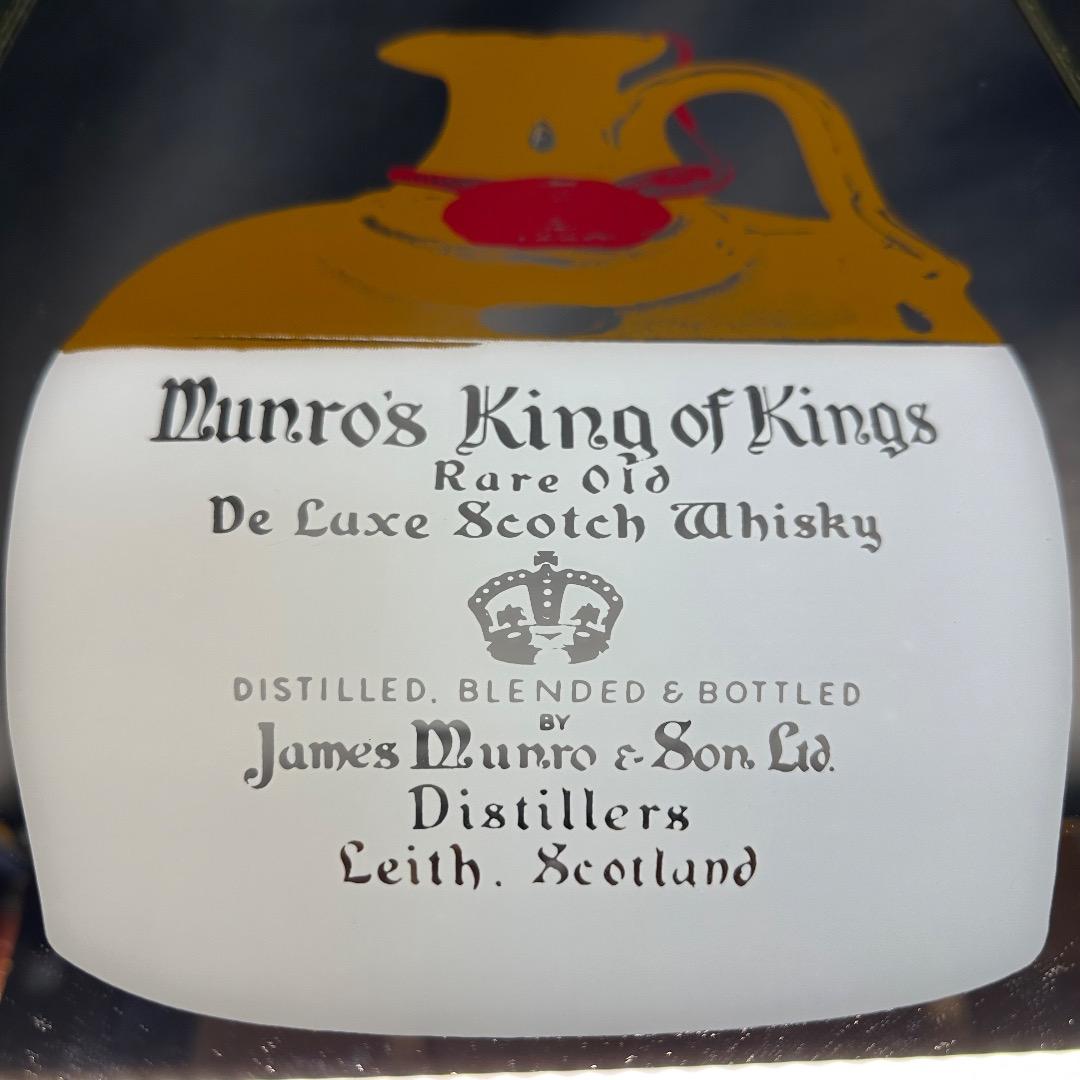 Munro's King of Kings
Rare Old
De Luxe Scotch Whisky
DISTILLED, BLENDED & BOTTLED
BY
James Munro & Son Ltd.
Distillers
Leith. Scotland